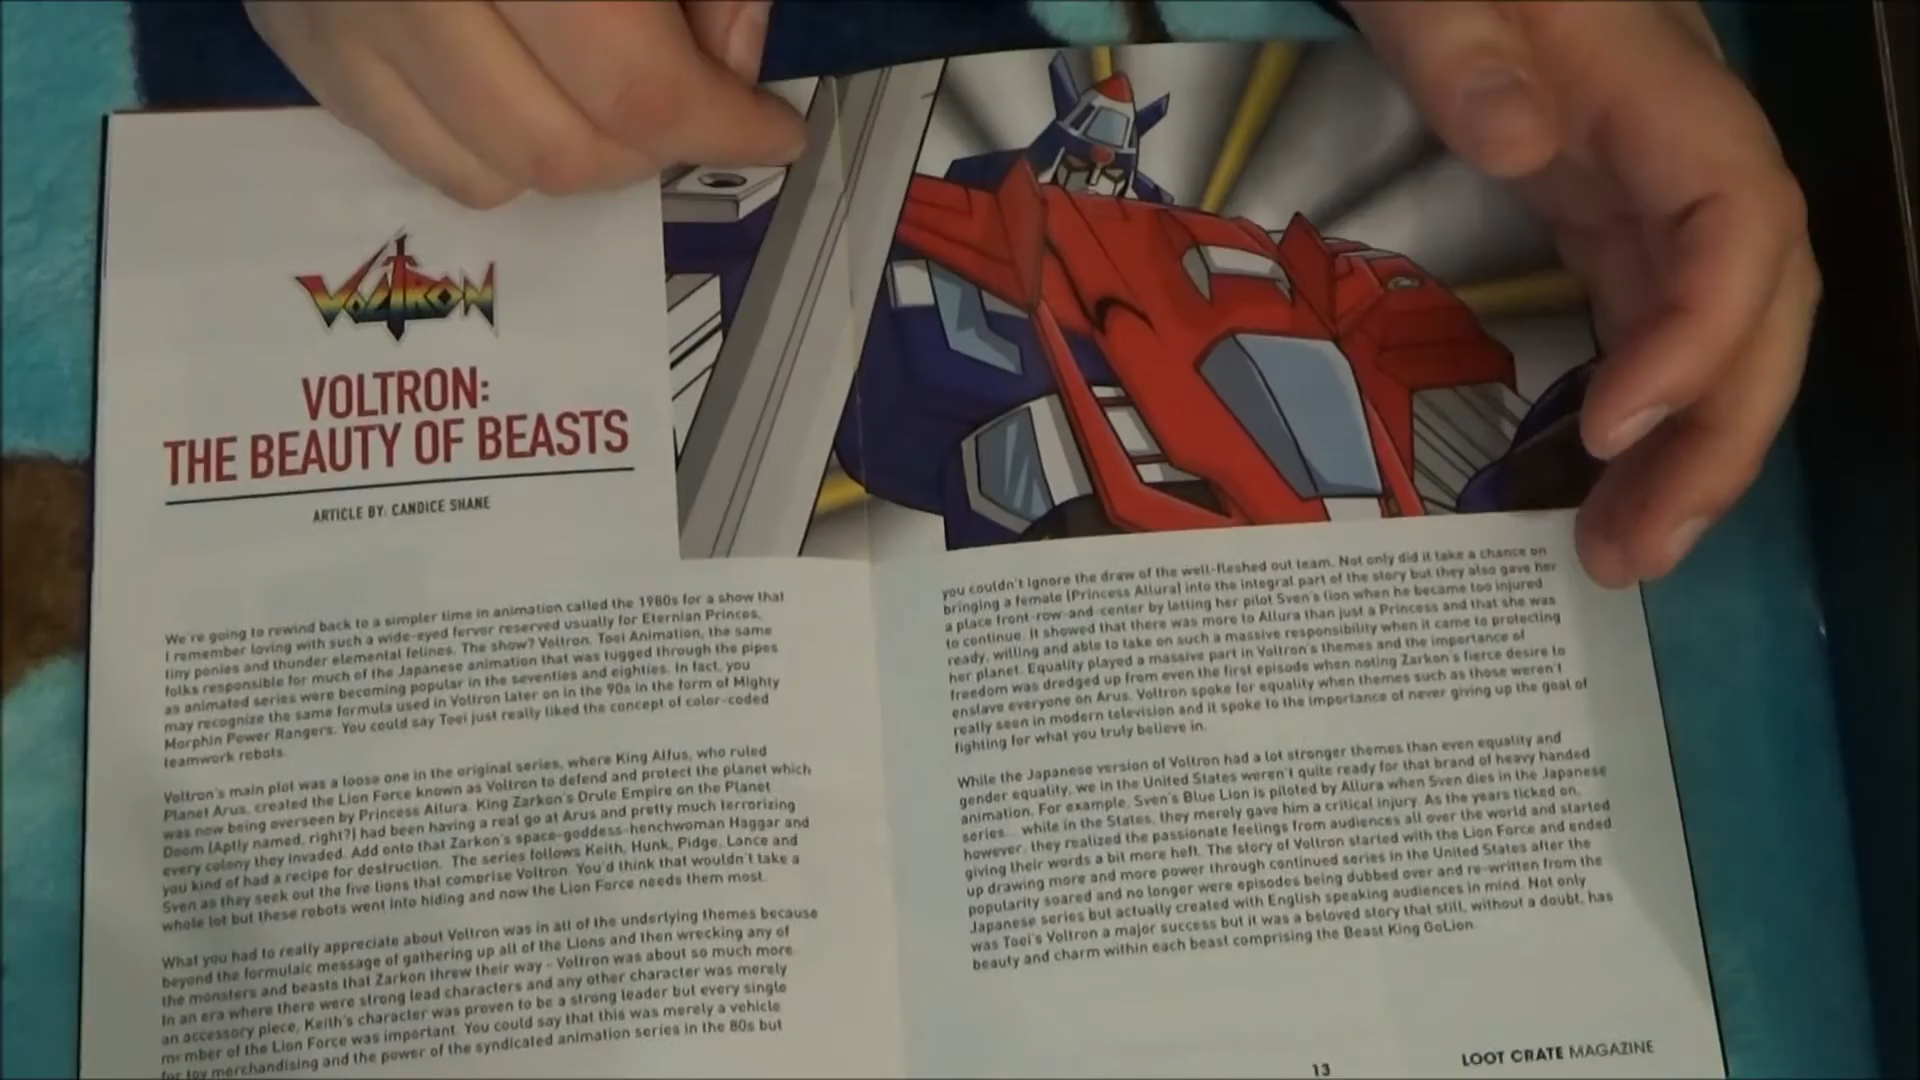 VOLTRON
VOLTRON:
THE BEAUTY OF BEASTS
ARTICLE BY: CANDICE SHANE
We're going to rewind back to a simpler time in animation called the 1980s for a show that
I remember loving with such a wide-eyed fervor reserved usually for Eternian Princes,
tiny ponies and thunder elemental felines. The show? Voltron. Toei Animation, the same
folks responsible for much of the Japanese animation that was tugged through the pipes
as animated series were becoming popular in the seventies and eighties. In fact, you
may recognize the same formula used in Voltron later on in the 90s in the form of Mighty
Morphin Power Rangers. You could say Toei just really liked the concept of color-coded
teamwork robots.
Voltron's main plot was a loose one in the original series, where King Alfus, who ruled
Planet Arus, created the Lion Force known as Voltron to defend and protect the planet which
was now being overseen by Princess Allura. King Zarkon's Drule Empire on the Planet
Doom (Aptly named, right?) had been having a real go at Arus and pretty much terrorizing
every colony they invaded. Add onto that Zarkon's space-goddess-henchwoman Haggar and
you kind of had a recipe for destruction. The series follows Keith, Hunk, Pidge, Lance and
Sven as they seek out the five lions that comprise Voltron. You'd think that wouldn't take a
whole lot but these robots went into hiding and now the Lion Force needs them most.
What you had to really appreciate about Voltron was in all of the underlying themes because
beyond the formulaic message of gathering up all of the Lions and then wrecking any of
the monsters and beasts that Zarkon threw their way - Voltron was about so much more.
In an era where there were strong lead characters and any other character was merely
an accessory piece, Keith's character was proven to be a strong leader but every single
member of the Lion Force was important. You could say that this was merely a vehicle
for toy merchandising and the power of the syndicated animation series in the 80s but
you couldn't ignore the draw of the well-fleshed out team. Not only did it take a chance on
bringing a female (Princess Allura) into the integral part of the story but they also gave her
a place front-row-and-center by letting her pilot Sven's lion when he became too injured
to continue. It showed that there was more to Allura than just a Princess and that she was
ready, willing and able to take on such a massive responsibility when it came to protecting
her planet. Equality played a massive part in Voltron's themes and the importance of
freedom was dredged up from even the first episode when noting Zarkon's fierce desire to
enslave everyone on Arus. Voltron spoke for equality when themes such as those weren't
really seen in modern television and it spoke to the importance of never giving up the goal of
fighting for what you truly believe in.
While the Japanese version of Voltron had a lot stronger themes than even equality and
gender equality, we in the United States weren't quite ready for that brand of heavy handed
animation. For example, Sven's Blue Lion is piloted by Allura when Sven dies in the Japanese
series... while in the States, they merely gave him a critical injury. As the years ticked on,
however, they realized the passionate feelings from audiences all over the world and started
giving their words a bit more heft. The story of Voltron started with the Lion Force and ended
up drawing more and more power through continued series in the United States after the
popularity soared and no longer were episodes being dubbed over and re-written from the
Japanese series but actually created with English speaking audiences in mind. Not only
was Toei's Voltron a major success but it was a beloved story that still, without a doubt, has
beauty and charm within each beast comprising the Beast King GoLion.
13
LOOT CRATE MAGAZINE